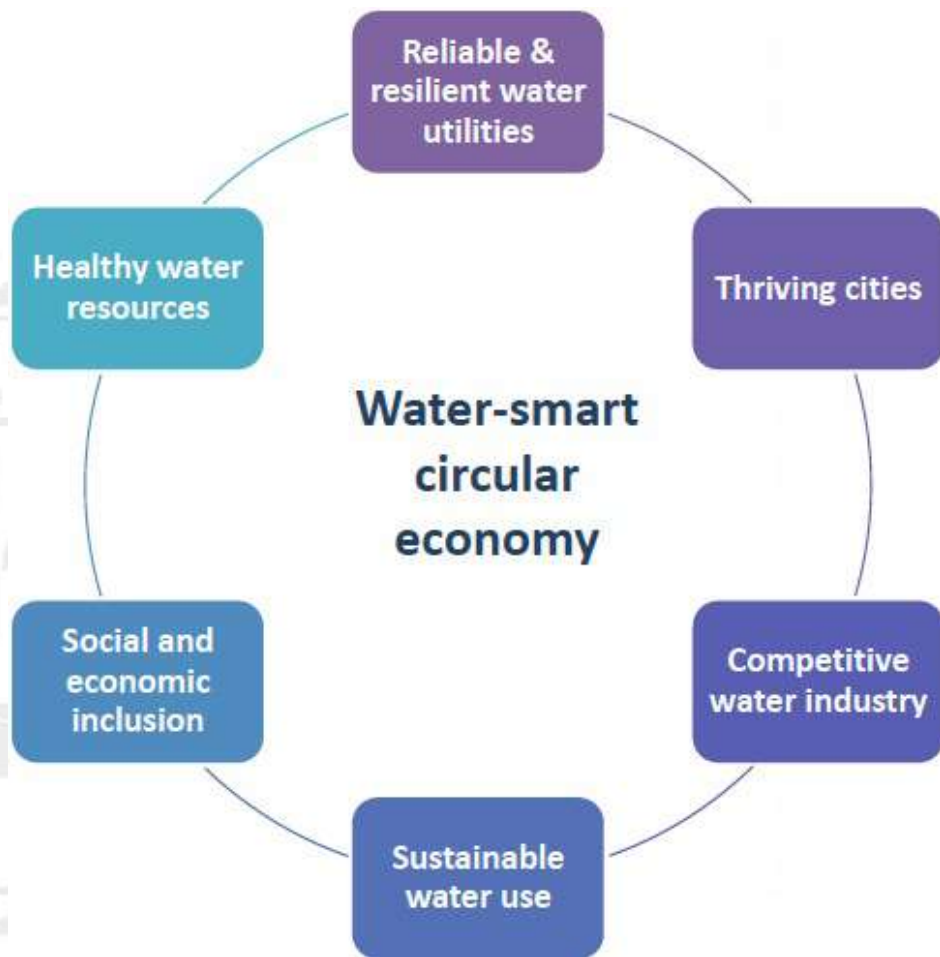 Reliable &
resilient water
utilities
Thriving cities
Competitive
water industry
Sustainable
water use
Social and
economic
inclusion
Healthy water
resources
Water-smart
circular
economy